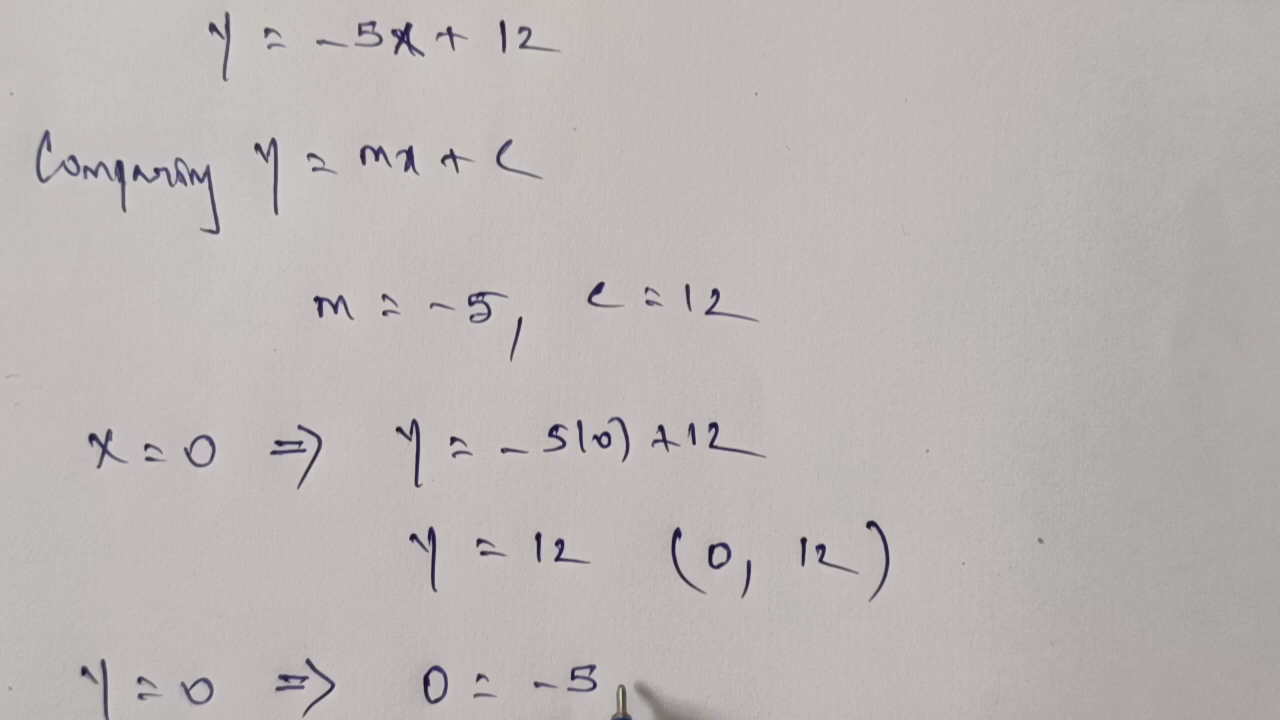 y = -5x + 12
Comparing y = mx + c
m = -5, c = 12
x = 0 ⇒ y = -5(0) + 12
y = 12 (0, 12)
y = 0 ⇒ 0 = -5